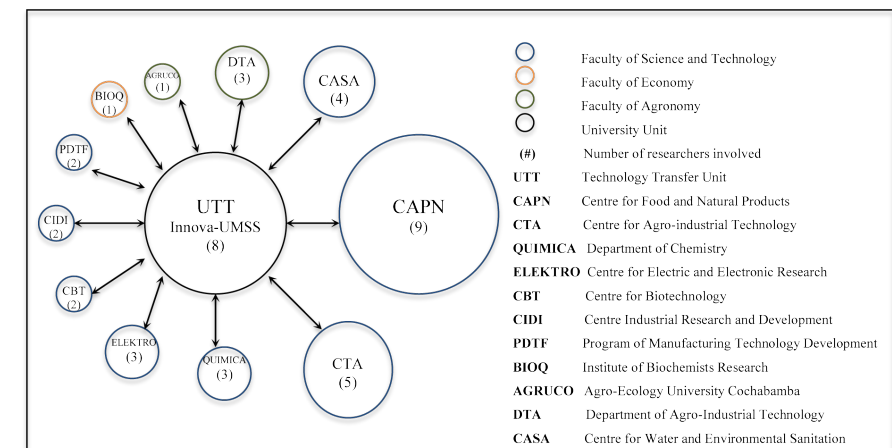 DTA
(3)
CASA
(4)
AGRUCO
(1)
BIOQ
(1)
PDTF
(2)
UTT
Innova-UMSS
(8)
CAPN
(9)
CIDI
(2)
CBT
(2)
ELEKTRO
(3)
QUIMICA
(3)
CTA
(5)
Faculty of Science and Technology
Faculty of Economy
Faculty of Agronomy
University Unit
(#) Number of researchers involved
UTT Technology Transfer Unit
CAPN Centre for Food and Natural Products
CTA Centre for Agro-industrial Technology
QUIMICA Department of Chemistry
ELEKTRO Centre for Electric and Electronic Research
CBT Centre for Biotechnology
CIDI Centre Industrial Research and Development
PDTF Program of Manufacturing Technology Development
BIOQ Institute of Biochemists Research
AGRUCO Agro-Ecology University Cochabamba
DTA Department of Agro-Industrial Technology
CASA Centre for Water and Environmental Sanitation